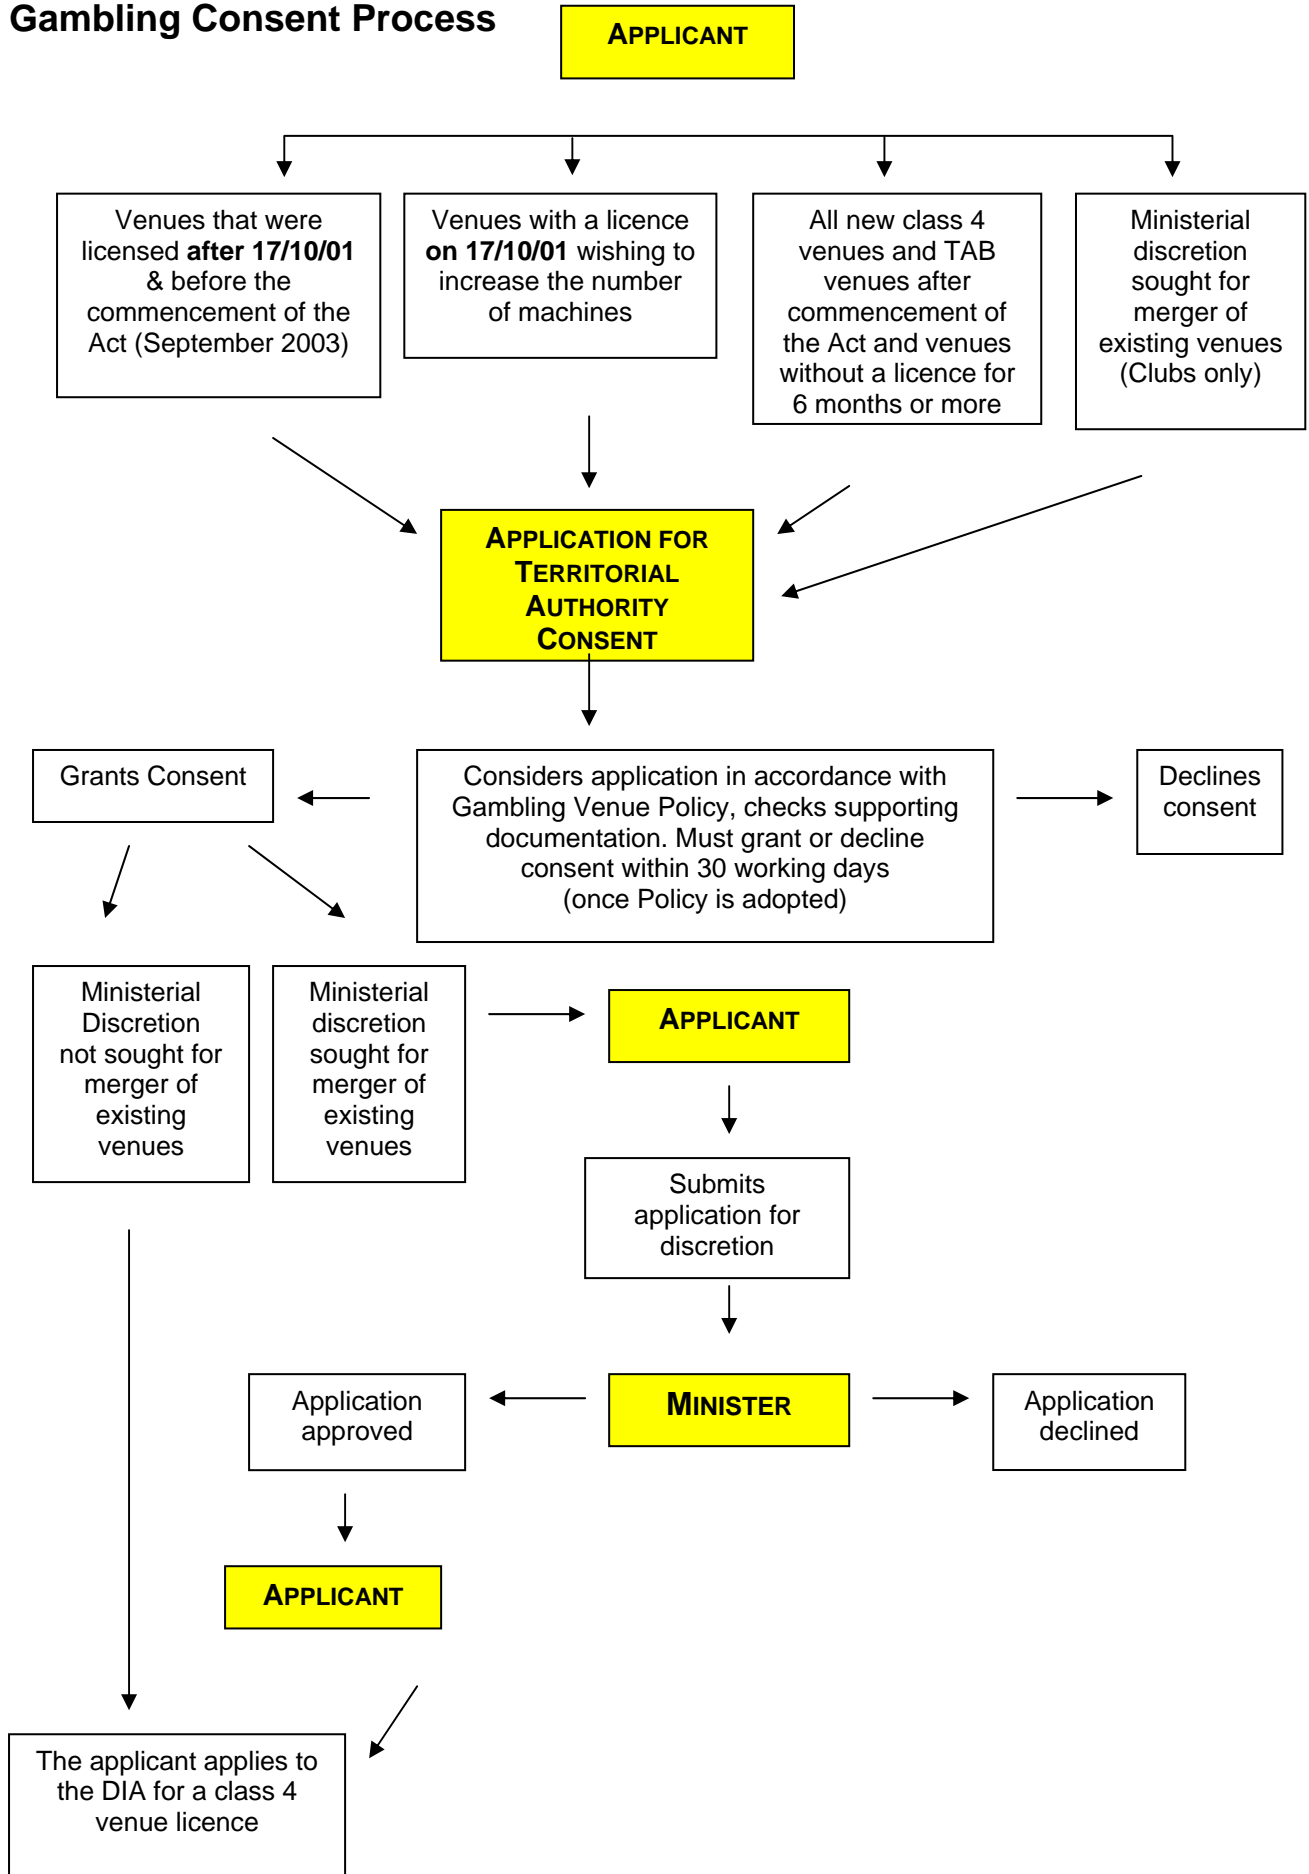 Gambling Consent Process
APPLICANT
Venues that were
licensed after 17/10/01
& before the
commencement of the
Act (September 2003)
Venues with a licence
on 17/10/01 wishing to
increase the number
of machines
All new class 4
venues and TAB
venues after
commencement of
the Act and venues
without a licence for
6 months or more
Ministerial
discretion
sought for
merger of
existing venues
(Clubs only)
APPLICATION FOR
TERRITORIAL
AUTHORITY
CONSENT
Grants Consent
Considers application in accordance with
Gambling Venue Policy, checks supporting
documentation. Must grant or decline
consent within 30 working days
(once Policy is adopted)
Declines
consent
Ministerial
Discretion
not sought for
merger of
existing
venues
Ministerial
discretion
sought for
merger of
existing
venues
APPLICANT
Submits
application for
discretion
Application
approved
MINISTER
Application
declined
APPLICANT
The applicant applies to
the DIA for a class 4
venue licence